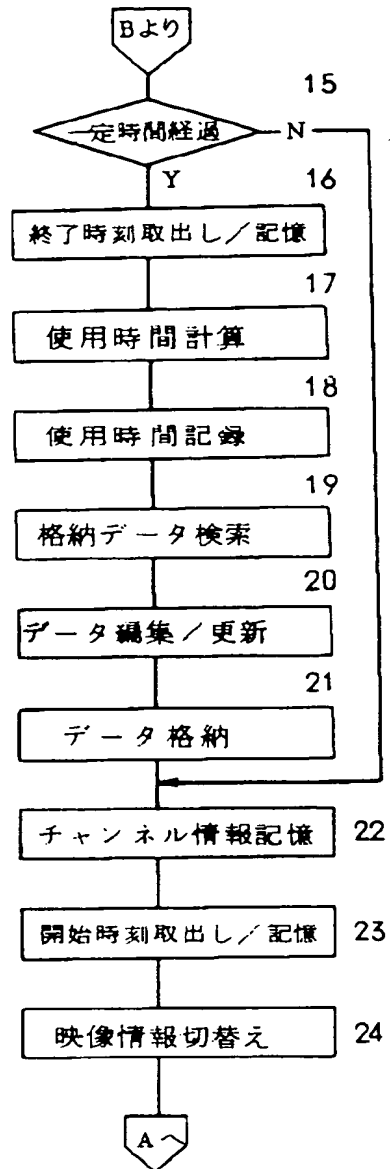 Bより
15
一定時間経過
N
Y
16
終了時刻取出し／記憶
17
使用時間計算
18
使用時間記録
19
格納データ検索
20
データ編集／更新
21
データ格納
チャンネル情報記憶 22
開始時刻取出し／記憶 23
映像情報切替え 24
Aへ